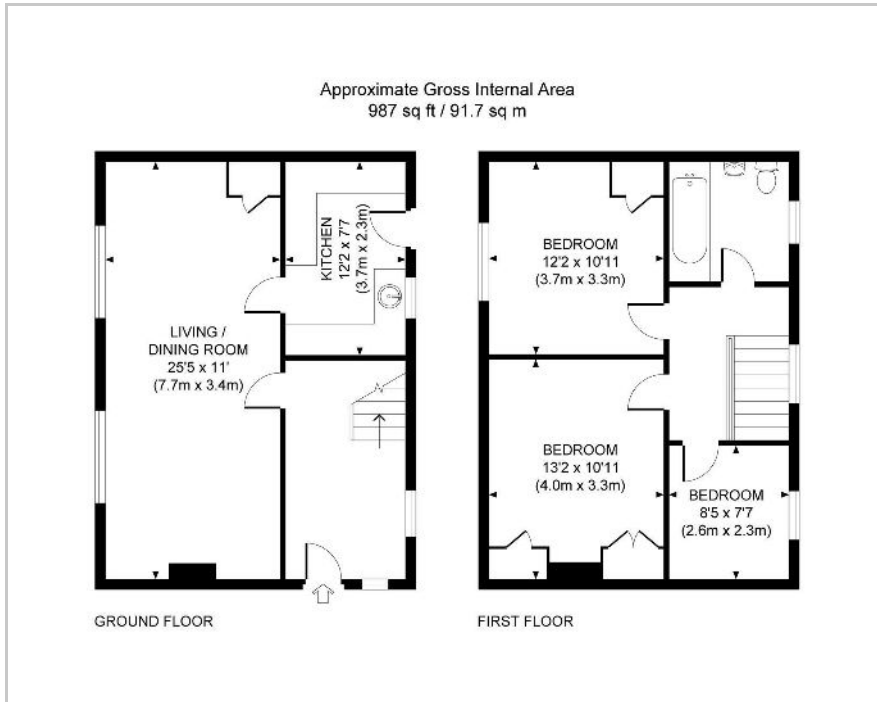 Approximate Gross Internal Area
987 sq ft / 91.7 sq m
LIVING /
DINING ROOM
25'5 x 11'
(7.7m x 3.4m)
KITCHEN
12'2 x 7'7
(3.7m x 2.3m)
GROUND FLOOR
BEDROOM
12'2 x 10'11
(3.7m x 3.3m)
BEDROOM
13'2 x 10'11
(4.0m x 3.3m)
BEDROOM
8'5 x 7'7
(2.6m x 2.3m)
FIRST FLOOR